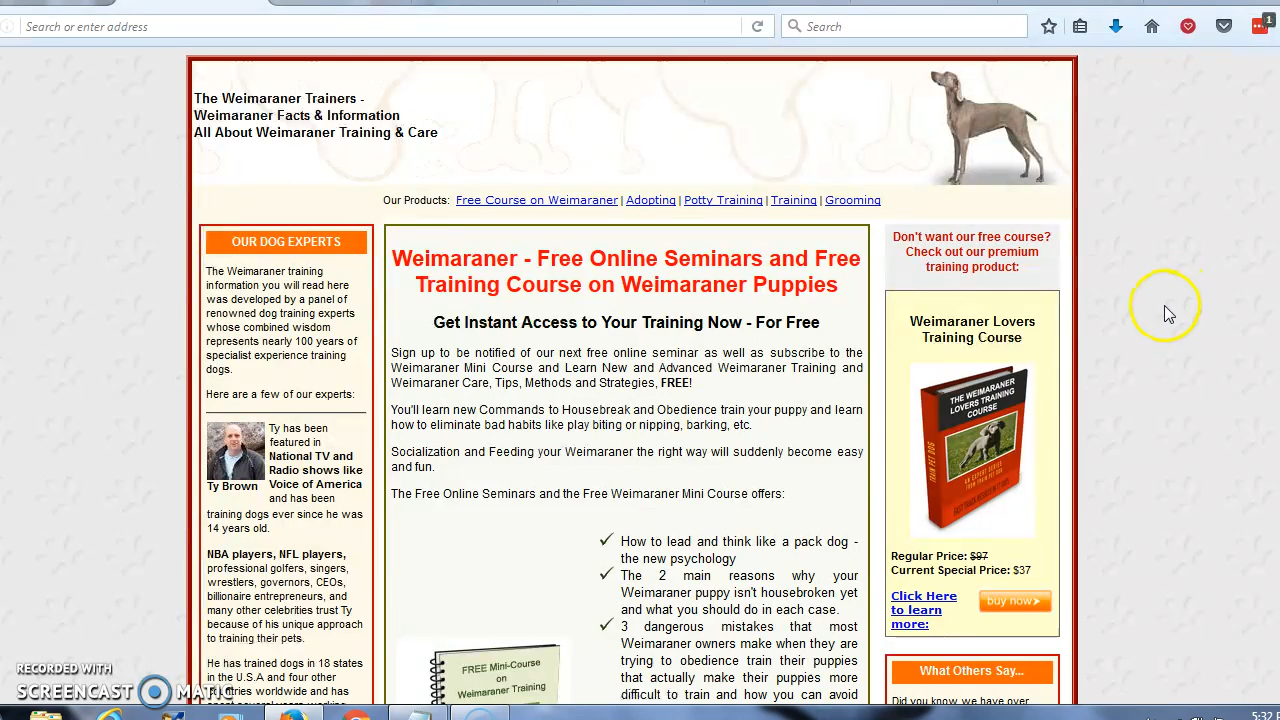 Search or enter address
Search
1
The Weimaraner Trainers -
Weimaraner Facts & Information
All About Weimaraner Training & Care
Our Products: Free Course on Weimaraner | Adopting | Potty Training | Training | Grooming
OUR DOG EXPERTS
The Weimaraner training
information you will read here
was developed by a panel of
renowned dog training experts
whose combined wisdom
represents nearly 100 years of
specialist experience training
dogs.
Here are a few of our experts:
Ty has been
featured in
National TV and
Radio shows like
Voice of America
and has been
Ty Brown
training dogs ever since he was
14 years old.
NBA players, NFL players,
professional golfers, singers,
wrestlers, governors, CEOs,
billionaire entrepreneurs, and
many other celebrities trust Ty
because of his unique approach
to training their pets.
He has trained dogs in 18 states
in the U.S.A and four other
countries worldwide and has
Weimaraner - Free Online Seminars and Free
Training Course on Weimaraner Puppies
Get Instant Access to Your Training Now - For Free
Sign up to be notified of our next free online seminar as well as subscribe to the
Weimaraner Mini Course and Learn New and Advanced Weimaraner Training and
Weimaraner Care, Tips, Methods and Strategies, FREE!
You'll learn new Commands to Housebreak and Obedience train your puppy and learn
how to eliminate bad habits like play biting or nipping, barking, etc.
Socialization and Feeding your Weimaraner the right way will suddenly become easy
and fun.
The Free Online Seminars and the Free Weimaraner Mini Course offers:
How to lead and think like a pack dog -
the new psychology
The 2 main reasons why your
Weimaraner puppy isn't housebroken yet
and what you should do in each case.
3 dangerous mistakes that most
Weimaraner owners make when they are
trying to obedience train their puppies
that actually make their puppies more
difficult to train and how you can avoid
FREE Mini-Course
on
Weimaraner Training
Don't want our free course?
Check out our premium
training product:
Weimaraner Lovers
Training Course
THE WEIMARANER
LOVERS TRAINING
COURSE
TRAIN PET DOG
AN EXPERT SERIES
FROM TRAIN PET DOG
Regular Price: $97
Current Special Price: $37
Click Here
to learn
more:
buy now
What Others Say...
Did you know we have over
RECORDED WITH
SCREENCAST MATIC
5:32